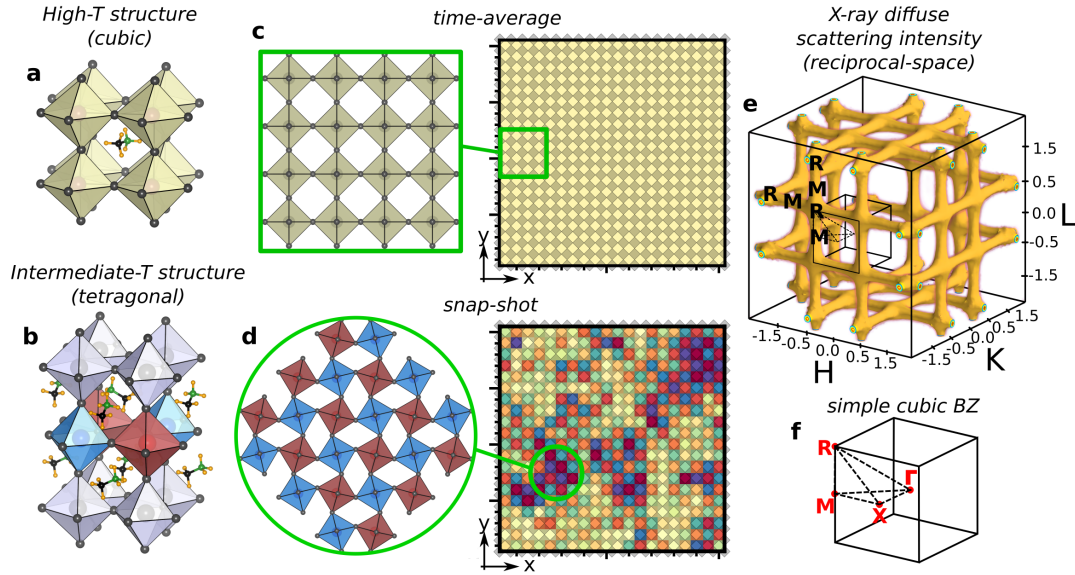 High-T structure
(cubic)
a
c
time-average
y
x
X-ray diffuse
scattering intensity
(reciprocal-space)
e
R
M
R
M
R
M
1.5
0.5
0.0
-0.5
-1.5
L
-1.5
-0.5
0.0
0.5
1.5
H
-1.5
-0.5
0.0
0.5
1.5
K
Intermediate-T structure
(tetragonal)
b
d
snap-shot
y
x
simple cubic BZ
f
R
Γ
M
X